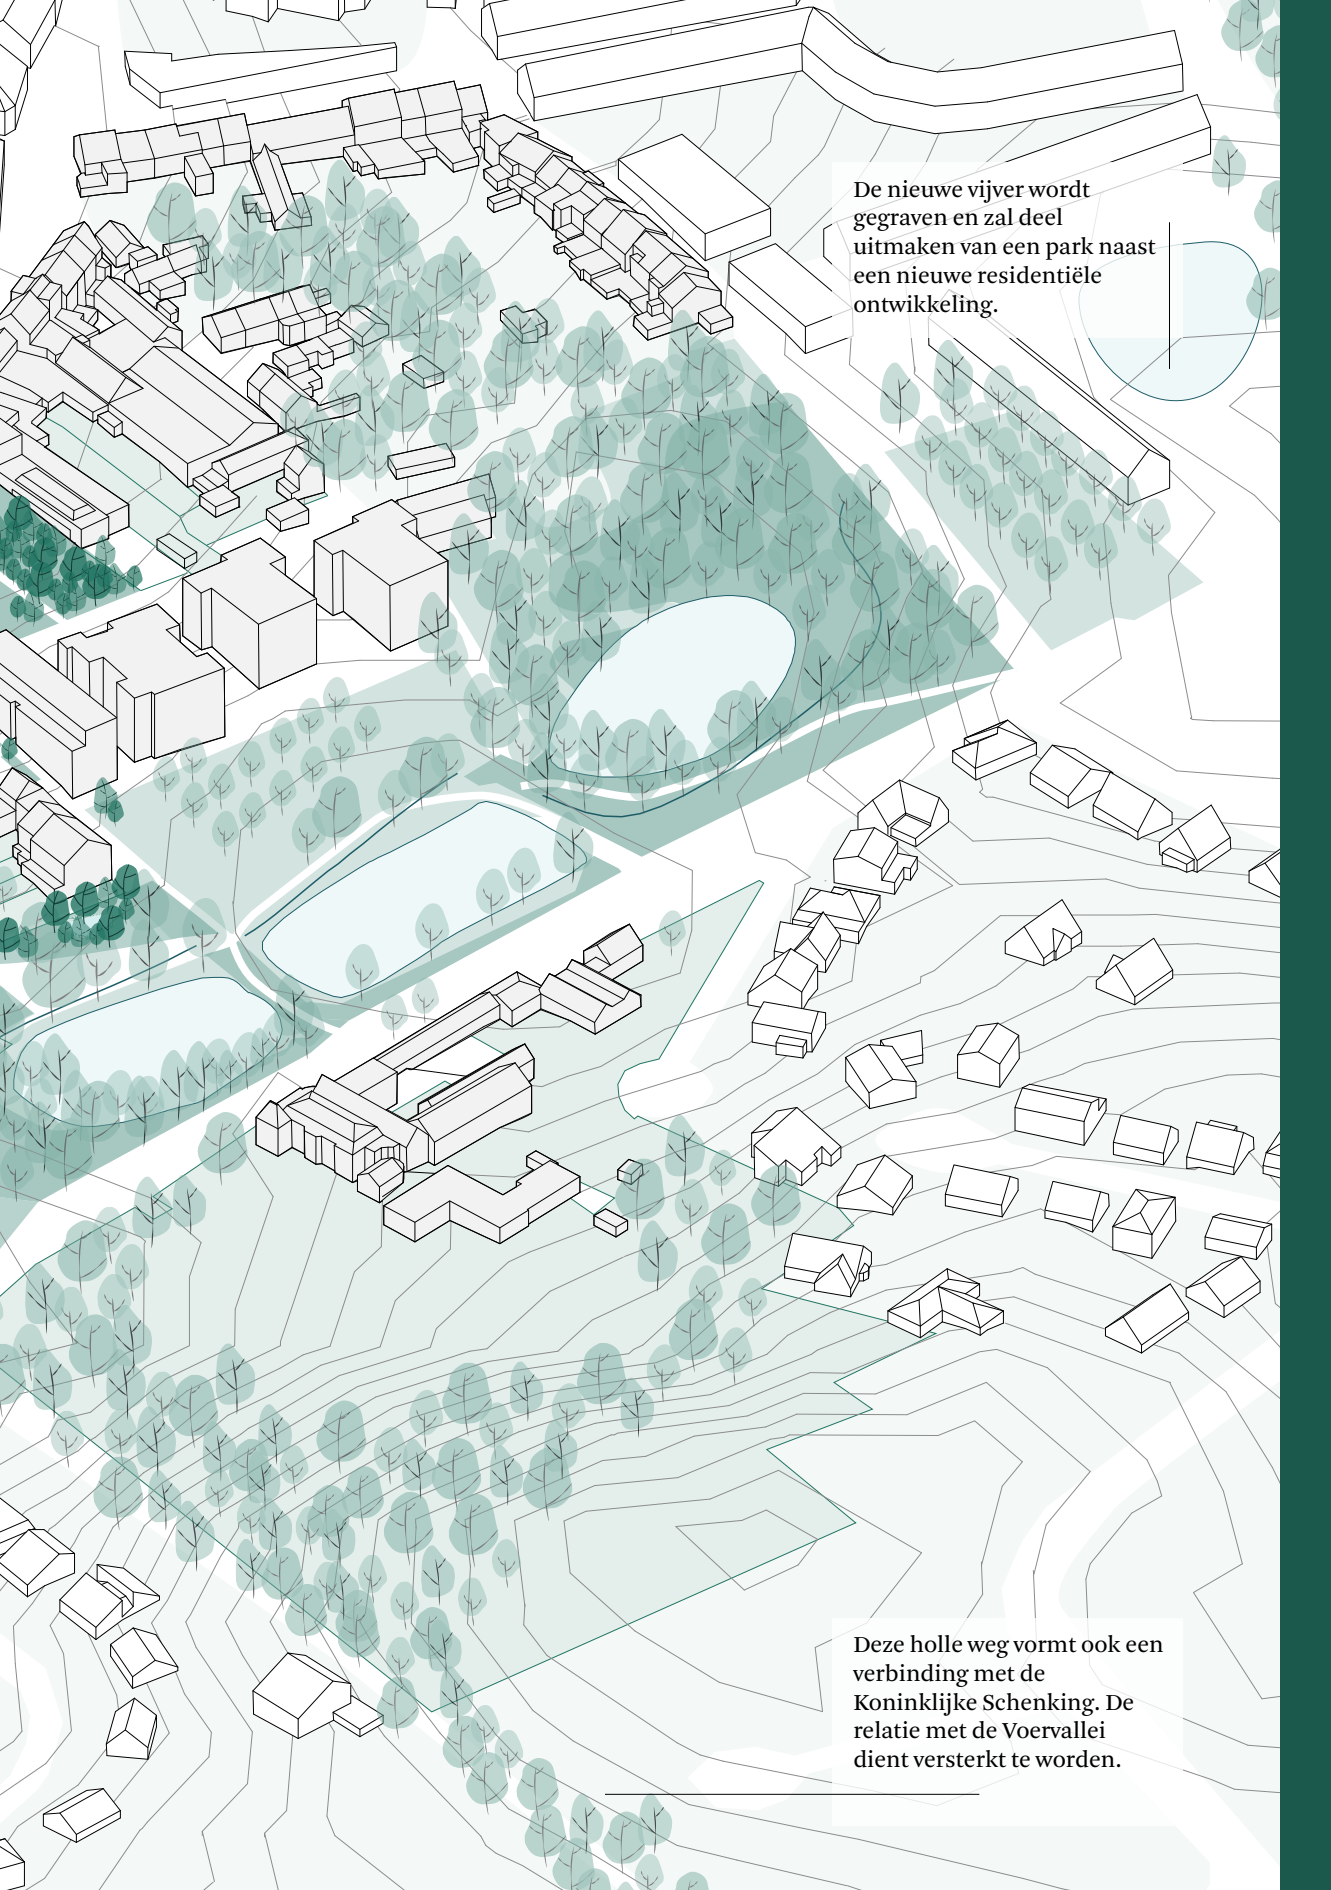 De nieuwe vijver wordt
gegraven en zal deel
uitmaken van een park naast
een nieuwe residentiële
ontwikkeling.
Deze holle weg vormt ook een
verbinding met de
Koninklijke Schenking. De
relatie met de Voervallei
dient versterkt te worden.